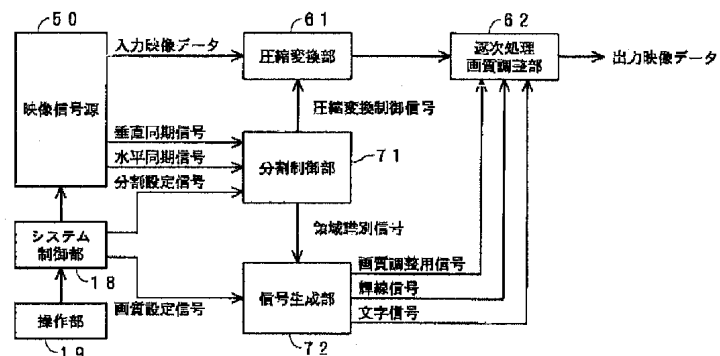 50
61
62
入力映像データ
圧縮変換部
逐次処理
画質調整部
出力映像データ
映像信号源
圧縮変換制御信号
垂直同期信号
水平同期信号
分割設定信号
分割制御部
71
領域識別信号
システム
制御部
18
画質調整用信号
輝線信号
文字信号
画質設定信号
信号生成部
72
操作部
19